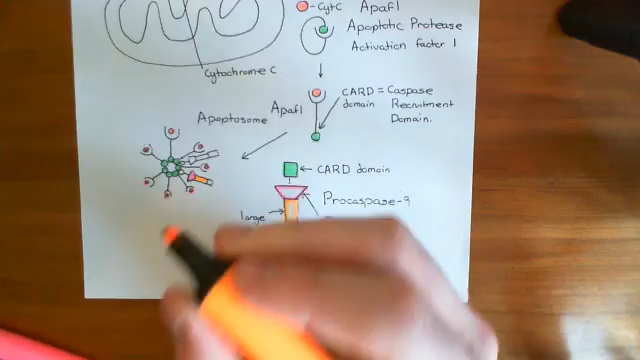 -CytC Apaf1
Apoptotic Protease
Activation factor 1
Cytochrome C
CARD = Caspase
domain Recruitment
Domain.
Apaf1
Apoptosome
CARD domain
Procaspase-9
large